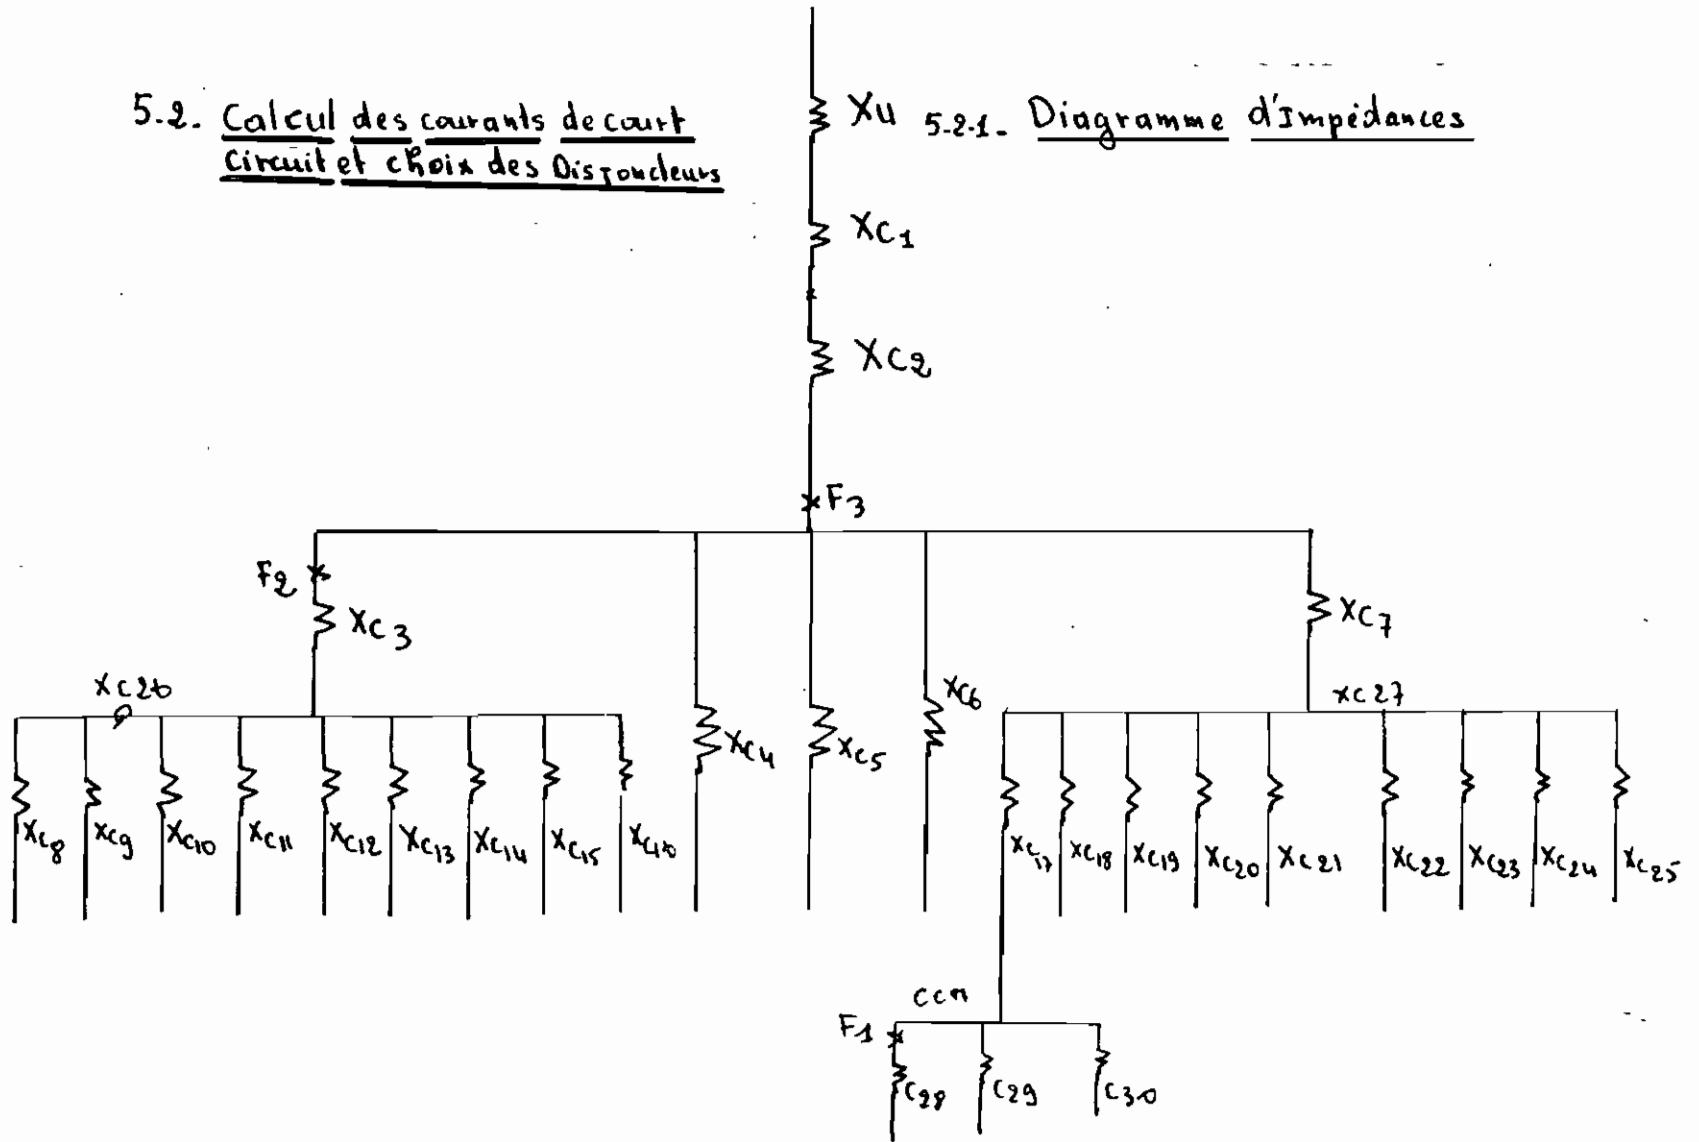 5.2. Calcul des courants de court
circuit et choix des Disjoncteurs
Xu
5-2-1- Diagramme d'Impédances
XC1
XC2
F3
F2
XC3
XC7
XC26
XC6
XC27
XC4
XC5
XC8
XC9
XC10
XC11
XC12
XC13
XC14
XC15
XC16
XC17
XC18
XC19
XC20
XC21
XC22
XC23
XC24
XC25
CCM
F1
C28
C29
C30